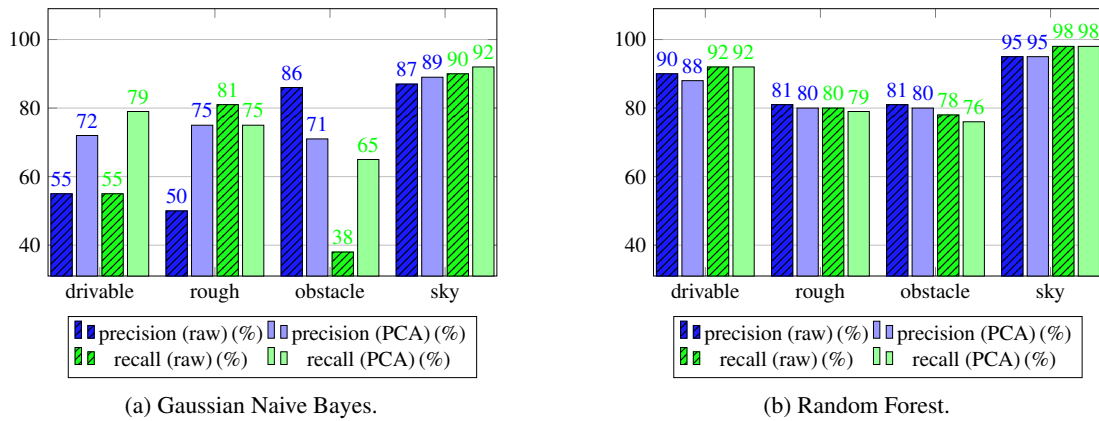 100
80
60
40
55
72
55
79
50
75
81
75
86
71
38
65
87
89
90
92
drivable
rough
obstacle
sky
precision (raw) (%) precision (PCA) (%)
recall (raw) (%) recall (PCA) (%)
(a) Gaussian Naive Bayes.
100
80
60
40
90
88
92
92
81
80
80
79
81
80
78
76
95
95
98
98
drivable
rough
obstacle
sky
precision (raw) (%) precision (PCA) (%)
recall (raw) (%) recall (PCA) (%)
(b) Random Forest.